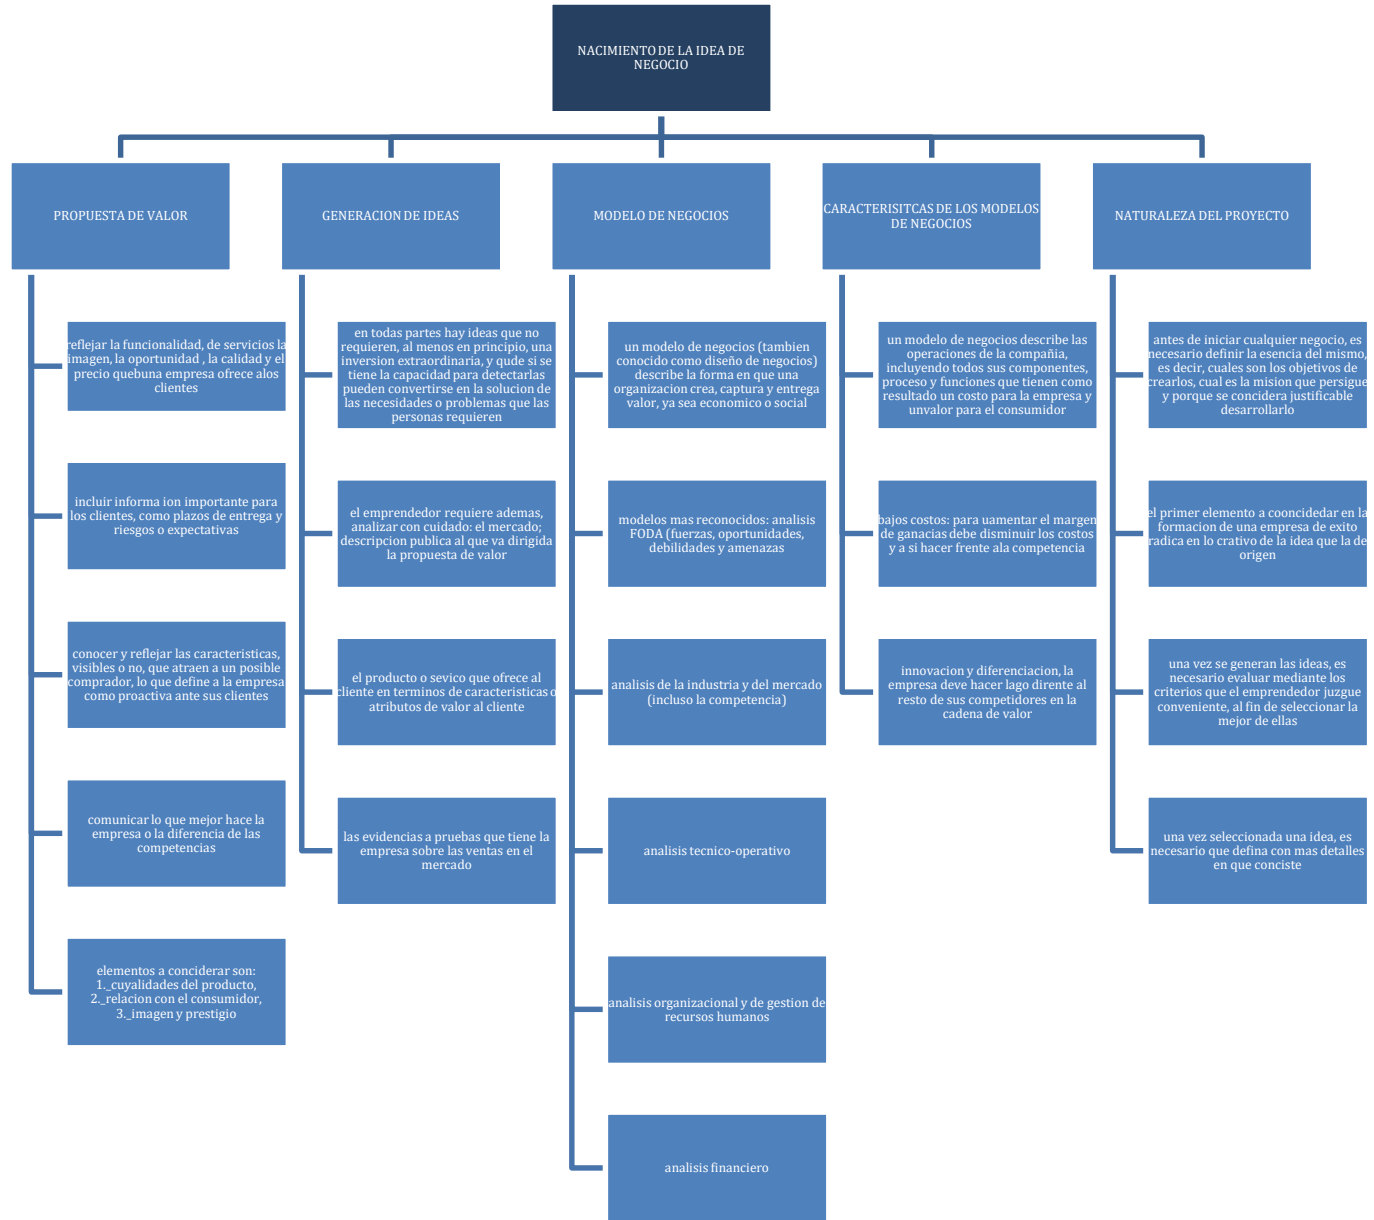 NACIMIENTO DE LA IDEA DE
NEGOCIO
PROPUESTA DE VALOR
reflejar la funcionalidad, de servicios la
imagen, la oportunidad , la calidad y el
precio quebuna empresa ofrece alos
clientes
incluir informa ion importante para
los clientes, como plazos de entrega y
riesgos o expectativas
conocer y reflejar las caracteristicas,
visibles o no, que atraen a un posible
comprador, lo que define a la empresa
como proactiva ante sus clientes
comunicar lo que mejor hace la
empresa o la diferencia de las
competencias
elementos a conciderar son:
1._cuyalidades del producto,
2._relacion con el consumidor,
3._imagen y prestigio
GENERACION DE IDEAS
en todas partes hay ideas que no
requieren, al menos en principio, una
inversion extraordinaria, y qude si se
tiene la capacidad para detectarlas
pueden convertirse en la solucion de
las necesidades o problemas que las
personas requieren
el emprendedor requiere ademas,
analizar con cuidado: el mercado;
descripcion publica al que va dirigida
la propuesta de valor
el producto o sevico que ofrece al
cliente en terminos de caracteristicas o
atributos de valor al cliente
las evidencias a pruebas que tiene la
empresa sobre las ventas en el
mercado
MODELO DE NEGOCIOS
un modelo de negocios (tambien
conocido como diseño de negocios)
describe la forma en que una
organizacion crea, captura y entrega
valor, ya sea economico o social
modelos mas reconocidos: analisis
FODA (fuerzas, oportunidades,
debilidades y amenazas
analisis de la industria y del mercado
(incluso la competencia)
analisis tecnico-operativo
analisis organizacional y de gestion de
recursos humanos
analisis financiero
CARACTERISITCAS DE LOS MODELOS
DE NEGOCIOS
un modelo de negocios describe las
operaciones de la compañia,
incluyendo todos sus componentes,
proceso y funciones que tienen como
resultado un costo para la empresa y
unvalor para el consumidor
bajos costos: para uamentar el margen
de ganacias debe disminuir los costos
y a si hacer frente ala competencia
innovacion y diferenciacion, la
empresa deve hacer lago dirente al
resto de sus competidores en la
cadena de valor
NATURALEZA DEL PROYECTO
antes de iniciar cualquier negocio, es
necesario definir la esencia del mismo,
es decir, cuales son los objetivos de
crearlos, cual es la mision que persigue
y porque se concidera justificable
desarrollarlo
el primer elemento a cooncidedar en la
formacion de una empresa de exito
radica en lo crativo de la idea que la de
origen
una vez se generan las ideas, es
necesario evaluar mediante los
criterios que el emprendedor juzgue
conveniente, al fin de seleccionar la
mejor de ellas
una vez seleccionada una idea, es
necesario que defina con mas detalles
en que conciste